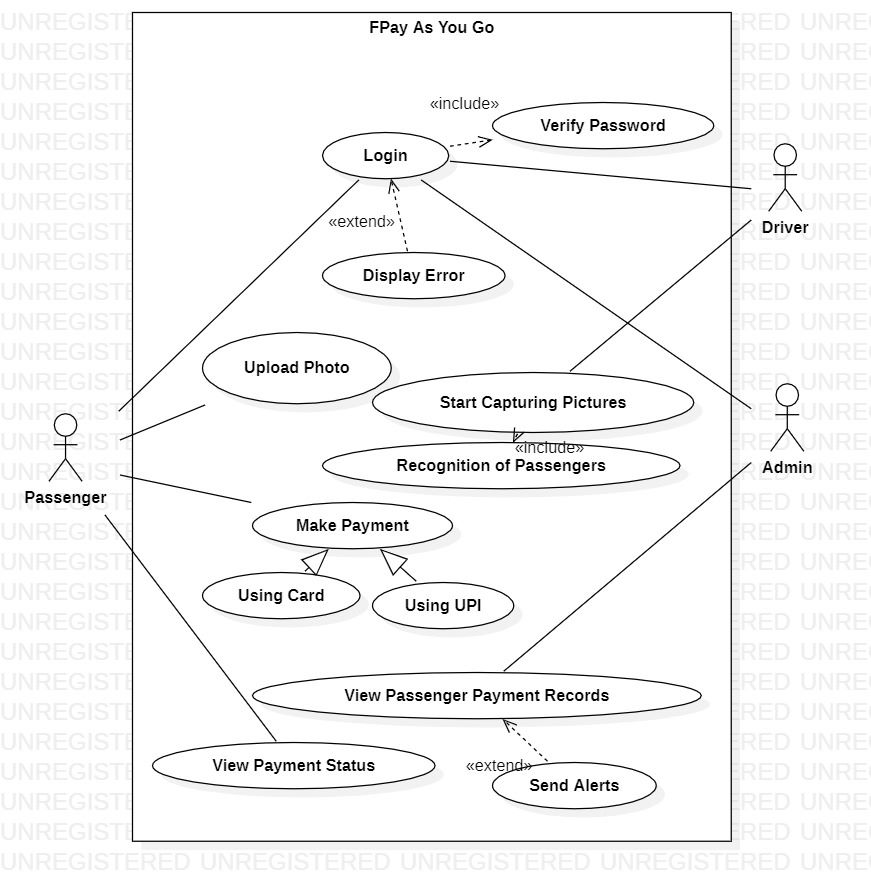 FPay As You Go
«include»
Verify Password
Login
«extend»
Driver
Display Error
Upload Photo
Start Capturing Pictures
«include»
Recognition of Passengers
Admin
Passenger
Make Payment
Using Card
Using UPI
View Passenger Payment Records
View Payment Status
«extend»
Send Alerts
UNREGISTERED UNREGISTERED UNREGISTERED UNREGISTERED UNRE